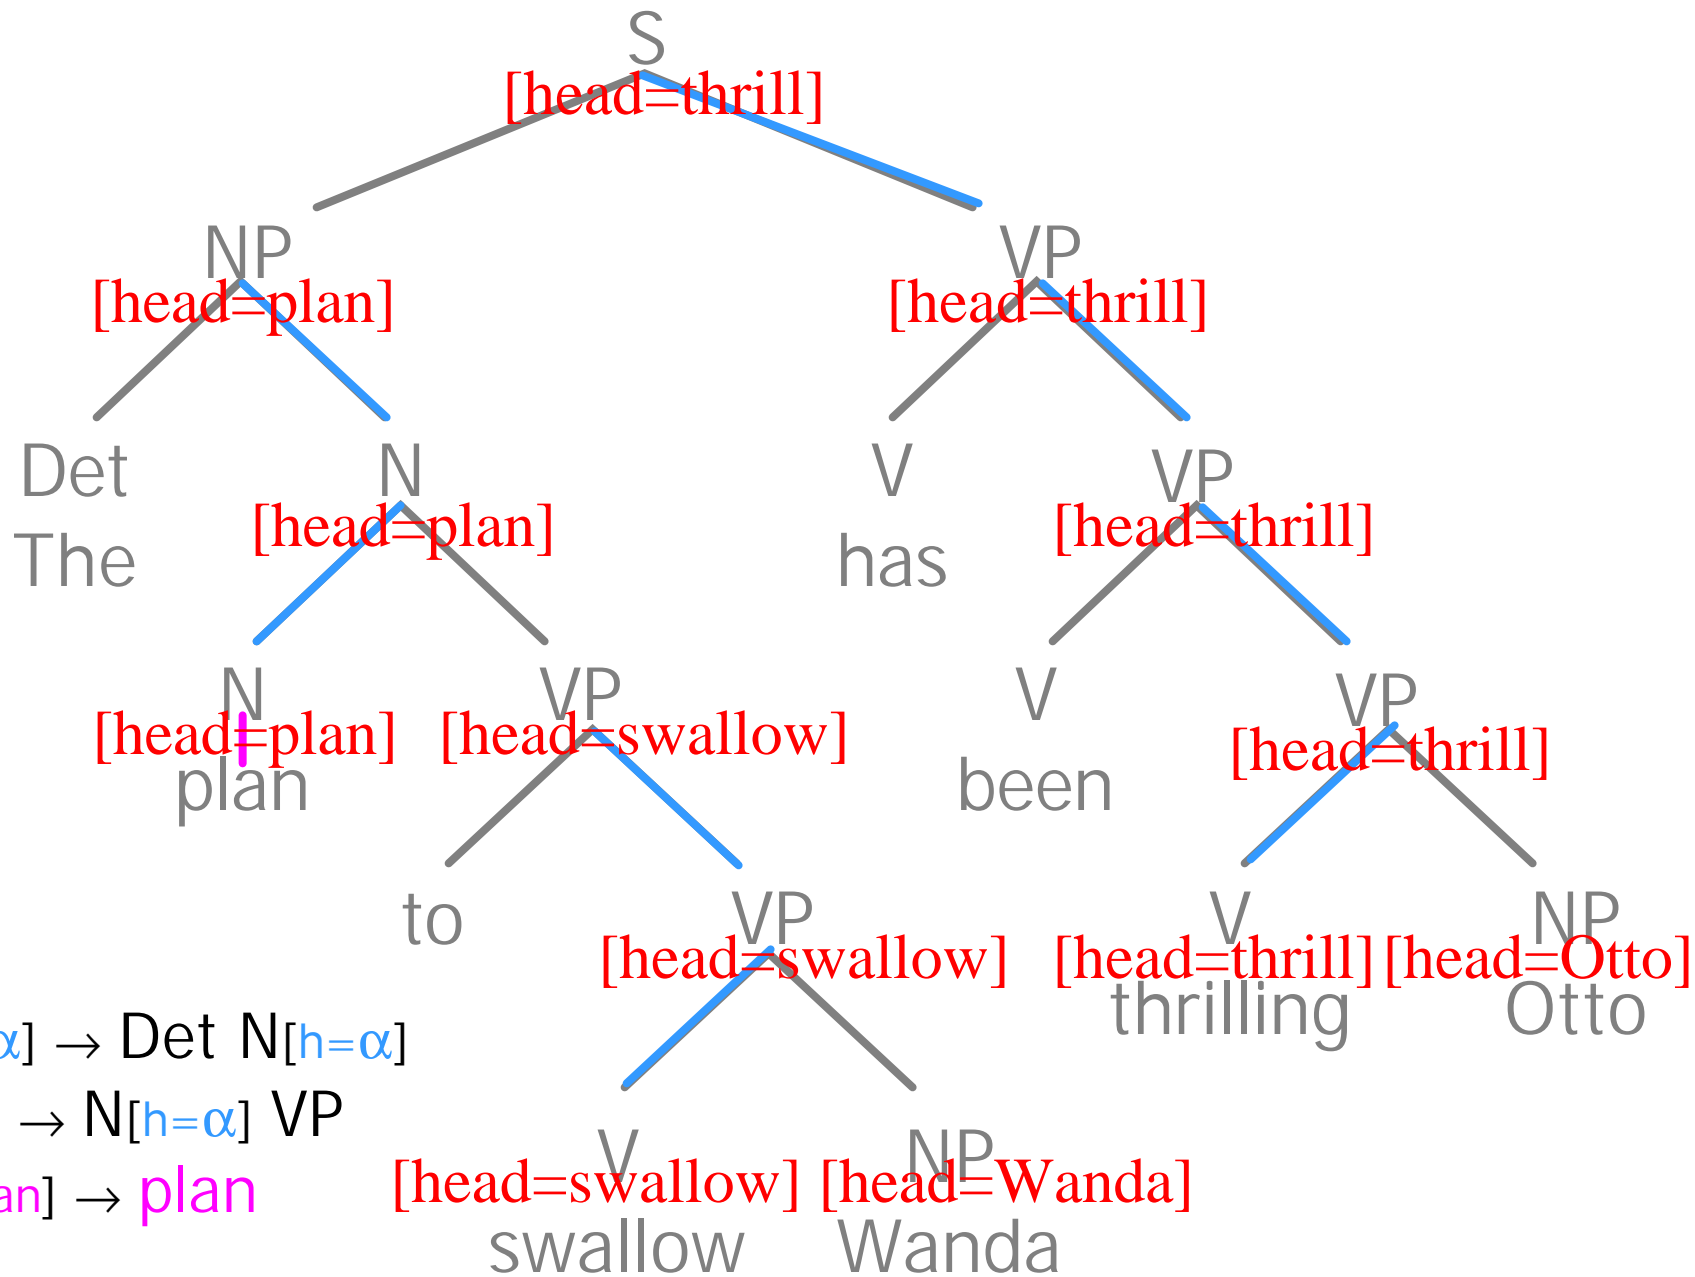 S
[head=thrill]
NP VP
[head=plan] [head=thrill]
Det N V VP
The [head=plan] has [head=thrill]
N VP V VP
[head=plan] [head=swallow] [head=thrill]
plan been
to VP V NP
[head=swallow] [head=thrill] [head=Otto]
thrilling Otto
α] → Det N[h=α]
→ N[h=α] VP
V NP
[head=swallow] [head=Wanda]
an] → plan
swallow Wanda